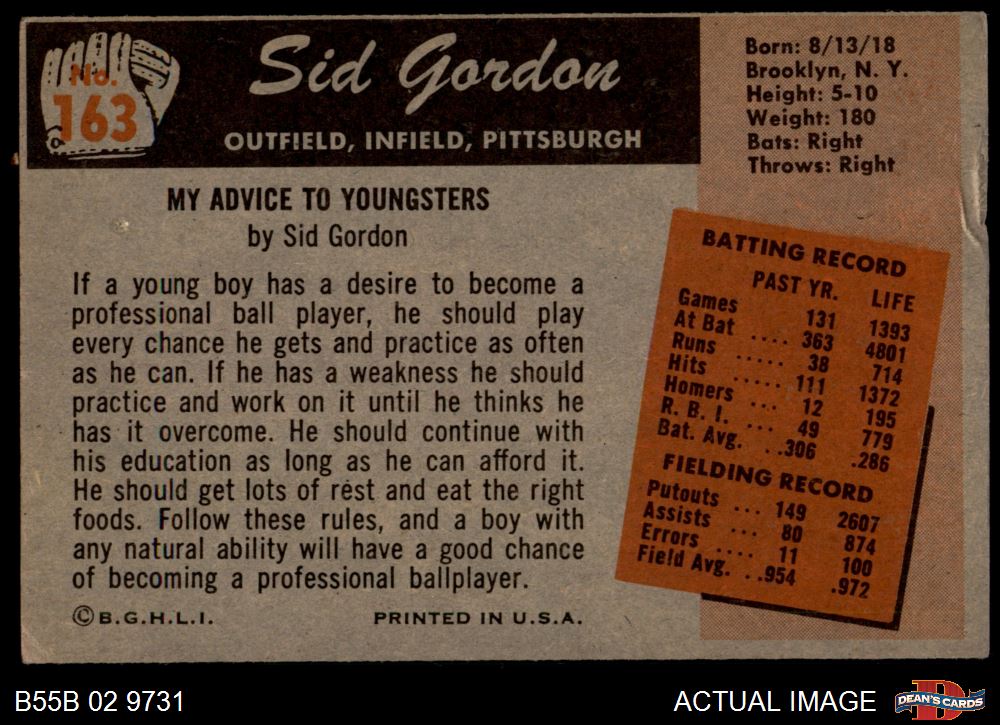 No.
163
Sid Gordon
OUTFIELD, INFIELD, PITTSBURGH
Born: 8/13/18
Brooklyn, N. Y.
Height: 5-10
Weight: 180
Bats: Right
Throws: Right
MY ADVICE TO YOUNGSTERS
by Sid Gordon
If a young boy has a desire to become a
professional ball player, he should play
every chance he gets and practice as often
as he can. If he has a weakness he should
practice and work on it until he thinks he
has it overcome. He should continue with
his education as long as he can afford it.
He should get lots of rest and eat the right
foods. Follow these rules, and a boy with
any natural ability will have a good chance
of becoming a professional ballplayer.
©B.G.H.L.I. PRINTED IN U.S.A.
BATTING RECORD
PAST YR. LIFE
Games 131 1393
At Bat .... 363 4801
Runs ..... 38 714
Hits ..... 111 1372
Homers ... 12 195
R. B. I. ... 49 779
Bat. Avg. ..306 .286
FIELDING RECORD
Putouts ... 149 2607
Assists ... 80 874
Errors .... 11 100
Field Avg. ..954 .972
B55B 02 9731 ACTUAL IMAGE DEAN'S CARDS